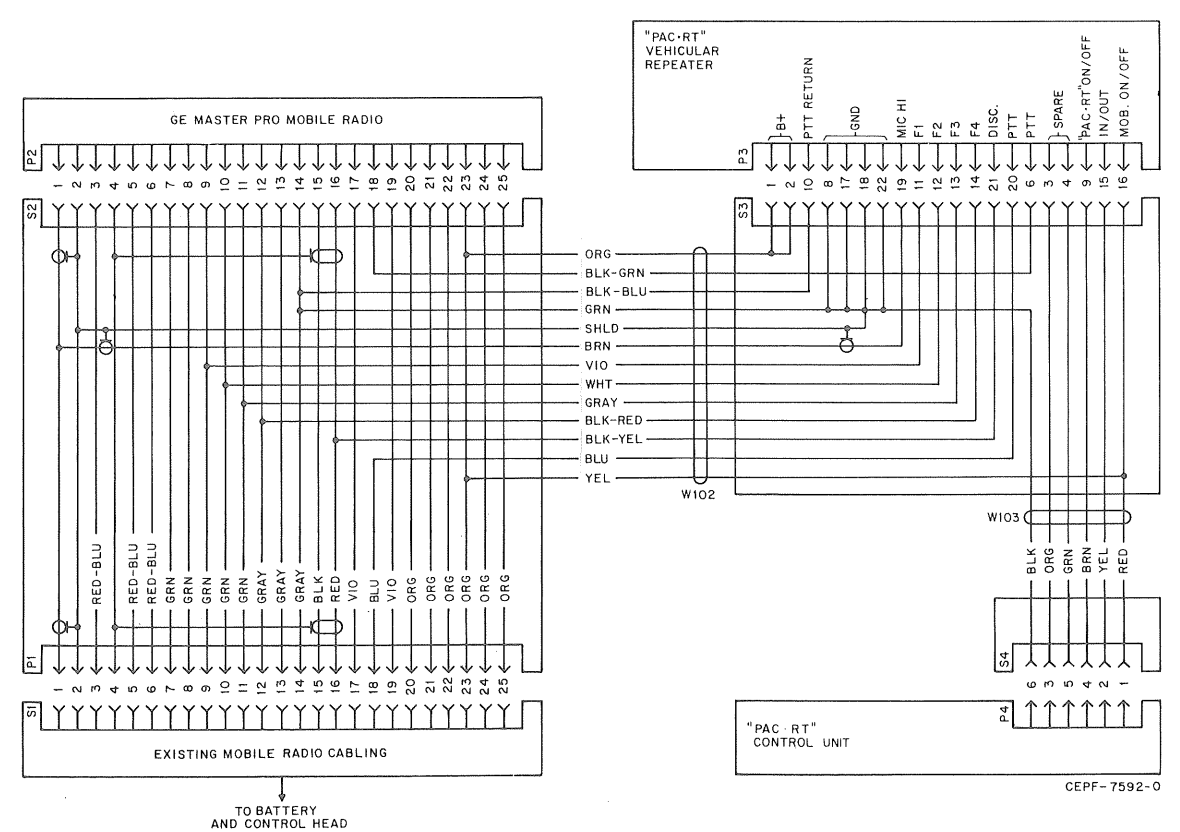 "PAC·RT"
VEHICULAR
REPEATER
-B+
PTT RETURN
GND
MIC HI
F1
F2
F3
F4
DISC.
PTT
PTT
SPARE
"PAC-RT" ON/OFF
IN/OUT
MOB. ON/OFF
P3
1 2 10 8 17 18 22 19 11 12 13 14 21 20 6 3 4 9 15 16
S3
GE MASTER PRO MOBILE RADIO
P2
1 2 3 4 5 6 7 8 9 10 11 12 13 14 15 16 17 18 19 20 21 22 23 24 25
S2
ORG
BLK-GRN
BLK-BLU
GRN
SHLD
BRN
VIO
WHT
GRAY
BLK-RED
BLK-YEL
BLU
YEL
W102
W103
RED-BLU
RED-BLU
RED-BLU
GRN
GRN
GRN
GRN
GRN
GRAY
GRAY
GRAY
BLK
RED
VIO
BLU
VIO
ORG
ORG
ORG
ORG
ORG
ORG
BLK
ORG
GRN
BRN
YEL
RED
P1
1 2 3 4 5 6 7 8 9 10 11 12 13 14 15 16 17 18 19 20 21 22 23 24 25
S1
EXISTING MOBILE RADIO CABLING
TO BATTERY
AND CONTROL HEAD
S4
6 3 5 4 2 1
P4
"PAC·RT"
CONTROL UNIT
CEPF-7592-O